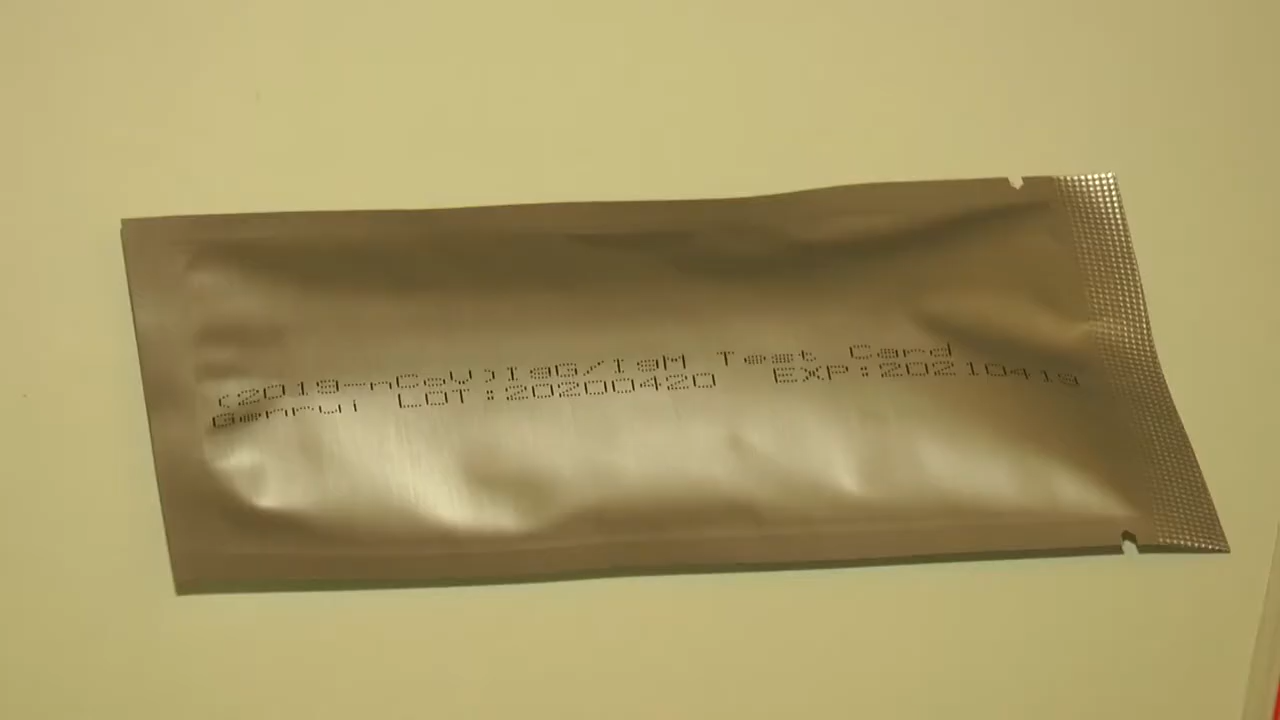 (2019-nCoV)IgG/IgM Test Card
Genrui LOT:20200420 EXP:20210419